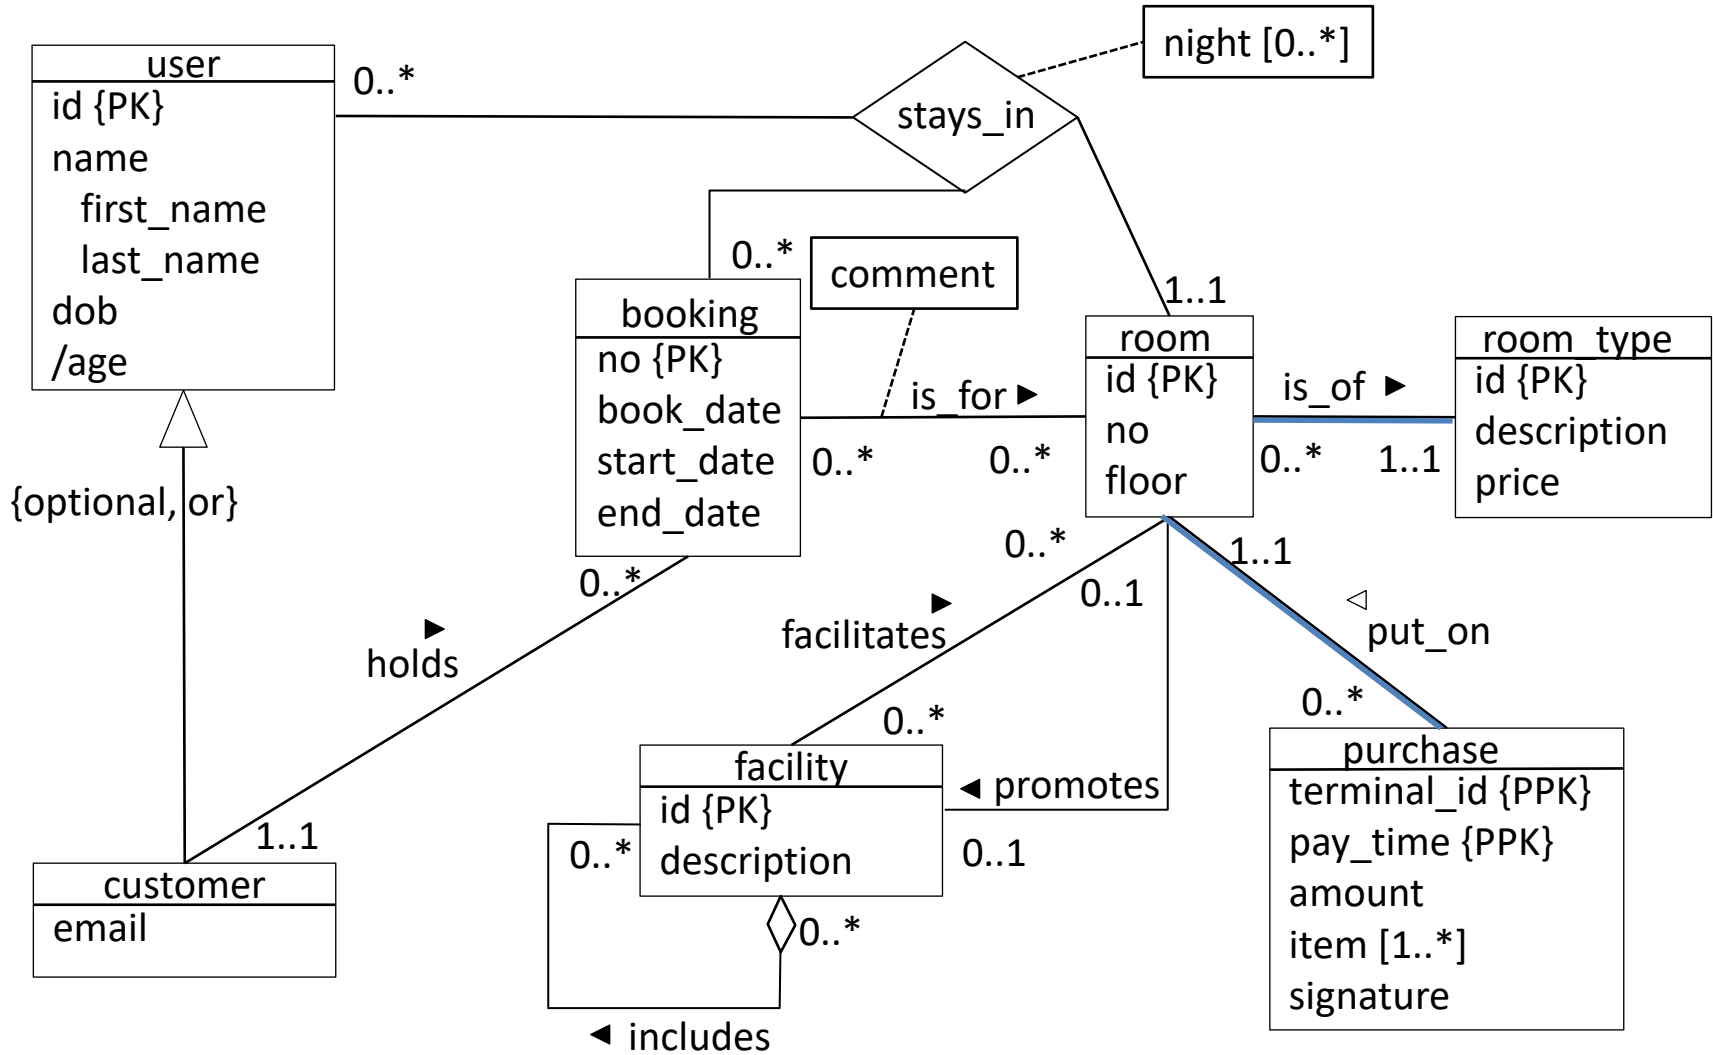 night [0..*]
user
id {PK}
name
first_name
last_name
dob
/age
0..*
stays_in
0..*
1..1
comment
booking
no {PK}
book_date
start_date
end_date
is_for ►
0..*
0..*
room
id {PK}
no
floor
is_of ►
0..*
1..1
room_type
id {PK}
description
price
{optional, or}
0..*
►
holds
1..1
0..*
►
facilitates
0..*
0..1
◄ promotes
0..1
1..1
◁
put_on
0..*
customer
email
facility
id {PK}
description
0..*
0..*
◄ includes
purchase
terminal_id {PPK}
pay_time {PPK}
amount
item [1..*]
signature